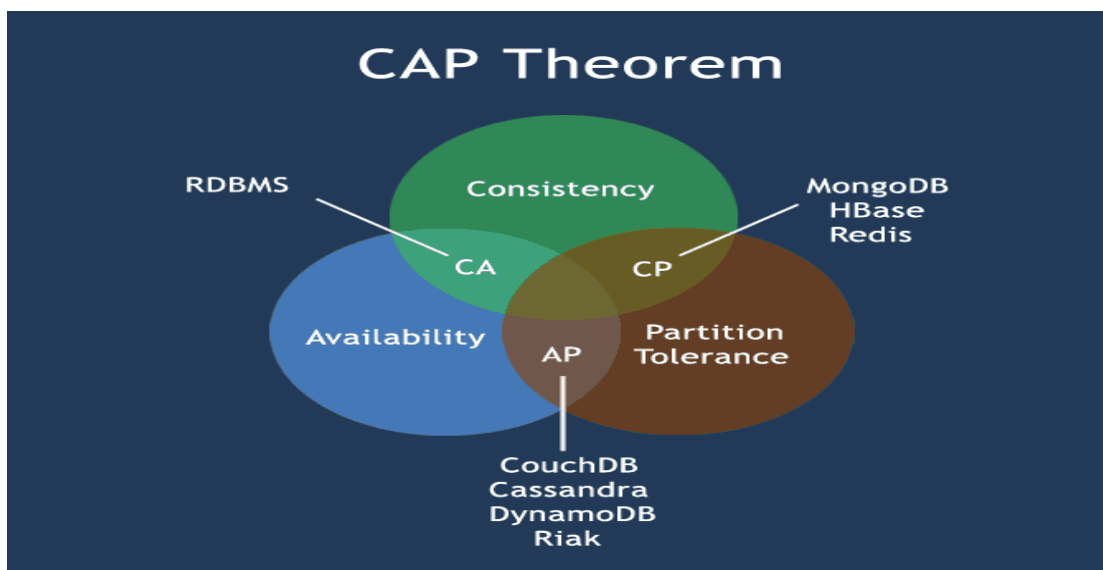 CAP Theorem
RDBMS
Consistency
MongoDB
HBase
Redis
CA
CP
Availability
Partition
Tolerance
AP
CouchDB
Cassandra
DynamoDB
Riak